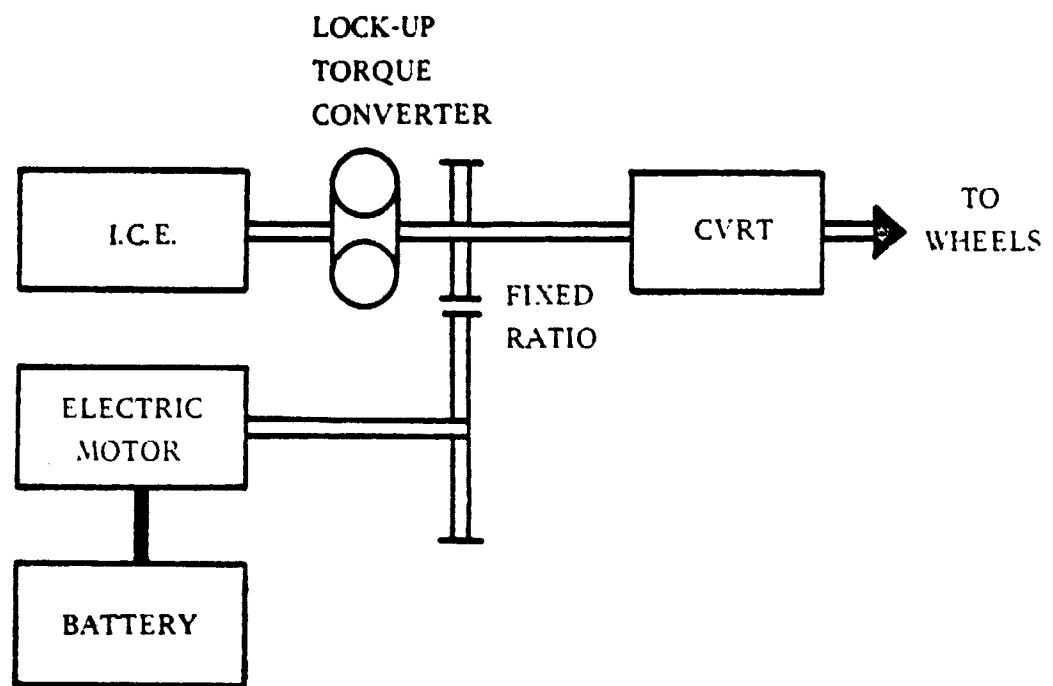 LOCK-UP
TORQUE
CONVERTER
I.C.E.
CVRT
TO
WHEELS
FIXED
RATIO
ELECTRIC
MOTOR
BATTERY